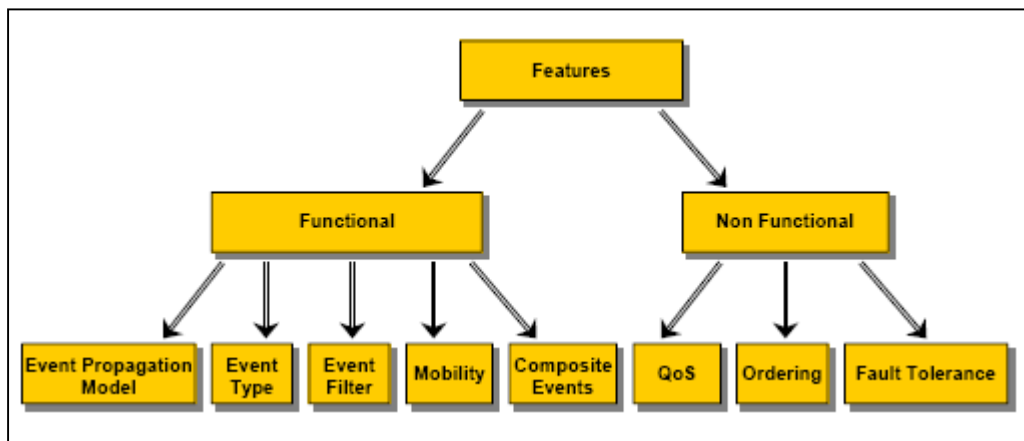 Features
Functional
Non Functional
Event Propagation
Model
Event
Type
Event
Filter
Mobility
Composite
Events
QoS
Ordering
Fault Tolerance